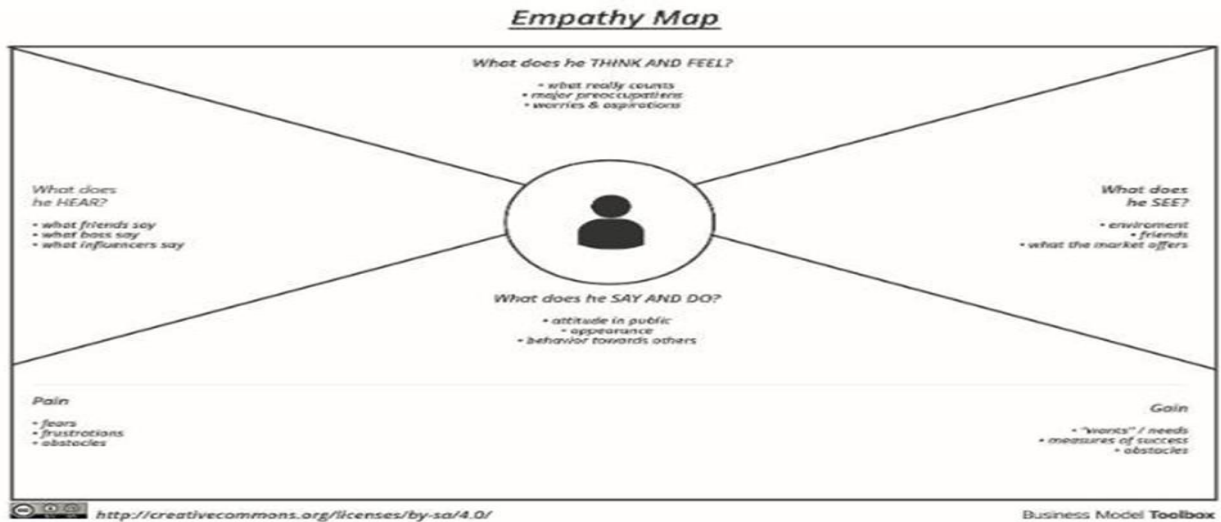 Empathy Map
What does he THINK AND FEEL?
• what really counts
• major preoccupations
• worries & aspirations
What does
he HEAR?
• what friends say
• what boss say
• what influencers say
What does
he SEE?
• enviroment
• friends
• what the market offers
What does he SAY AND DO?
• attitude in public
• appearance
• behavior towards others
Pain
• fears
• frustrations
• obstacles
Gain
• "wants" / needs
• measures of success
• obstacles
http://creativecommons.org/licenses/by-sa/4.0/
Business Model Toolbox